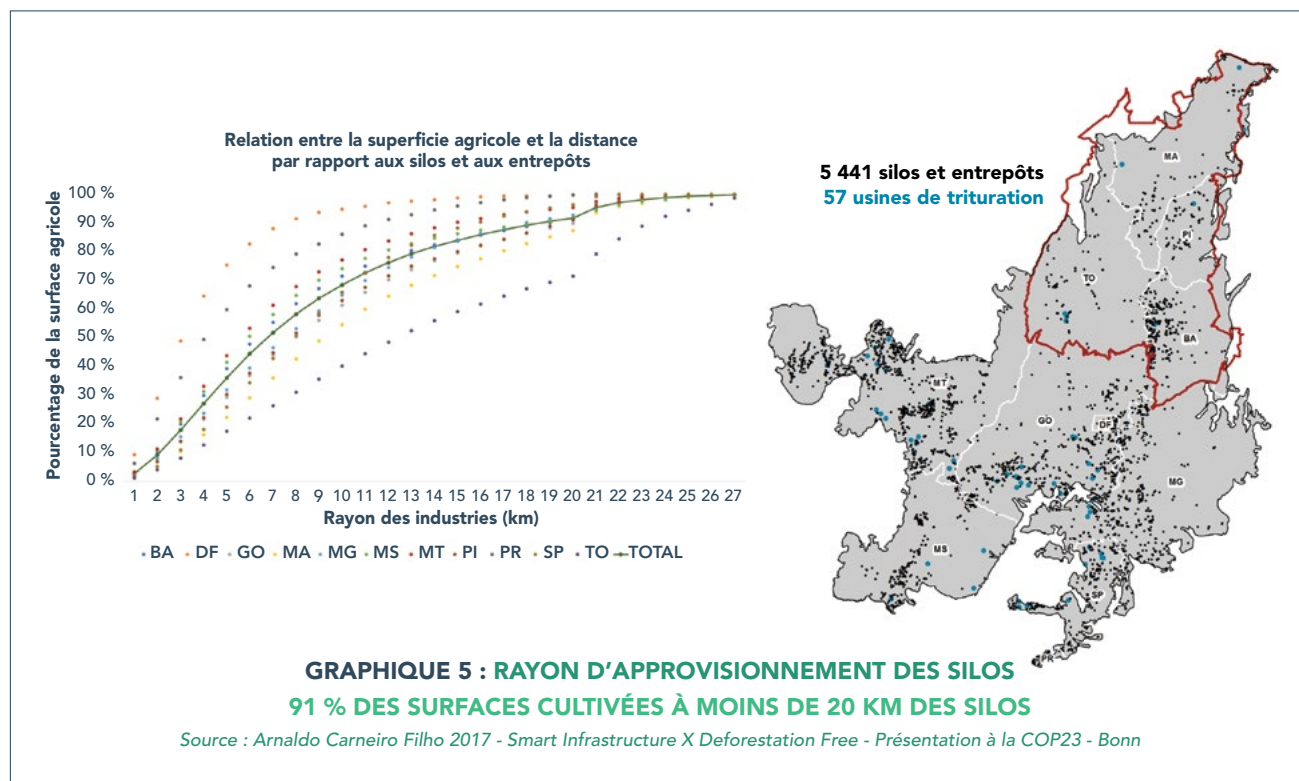 Relation entre la superficie agricole et la distance
par rapport aux silos et aux entrepôts
Pourcentage de la surface agricole
100 %
90 %
80 %
70 %
60 %
50 %
40 %
30 %
20 %
10 %
0 %
1 2 3 4 5 6 7 8 9 10 11 12 13 14 15 16 17 18 19 20 21 22 23 24 25 26 27
Rayon des industries (km)
BA DF GO MA MG MS MT PI PR SP TO TOTAL
5 441 silos et entrepôts
57 usines de trituration
MA
PI
TO
BA
MT
GO
DF
MG
MS
SP
GRAPHIQUE 5 : RAYON D'APPROVISIONNEMENT DES SILOS
91 % DES SURFACES CULTIVÉES À MOINS DE 20 KM DES SILOS
Source : Arnaldo Carneiro Filho 2017 - Smart Infrastructure X Deforestation Free - Présentation à la COP23 - Bonn